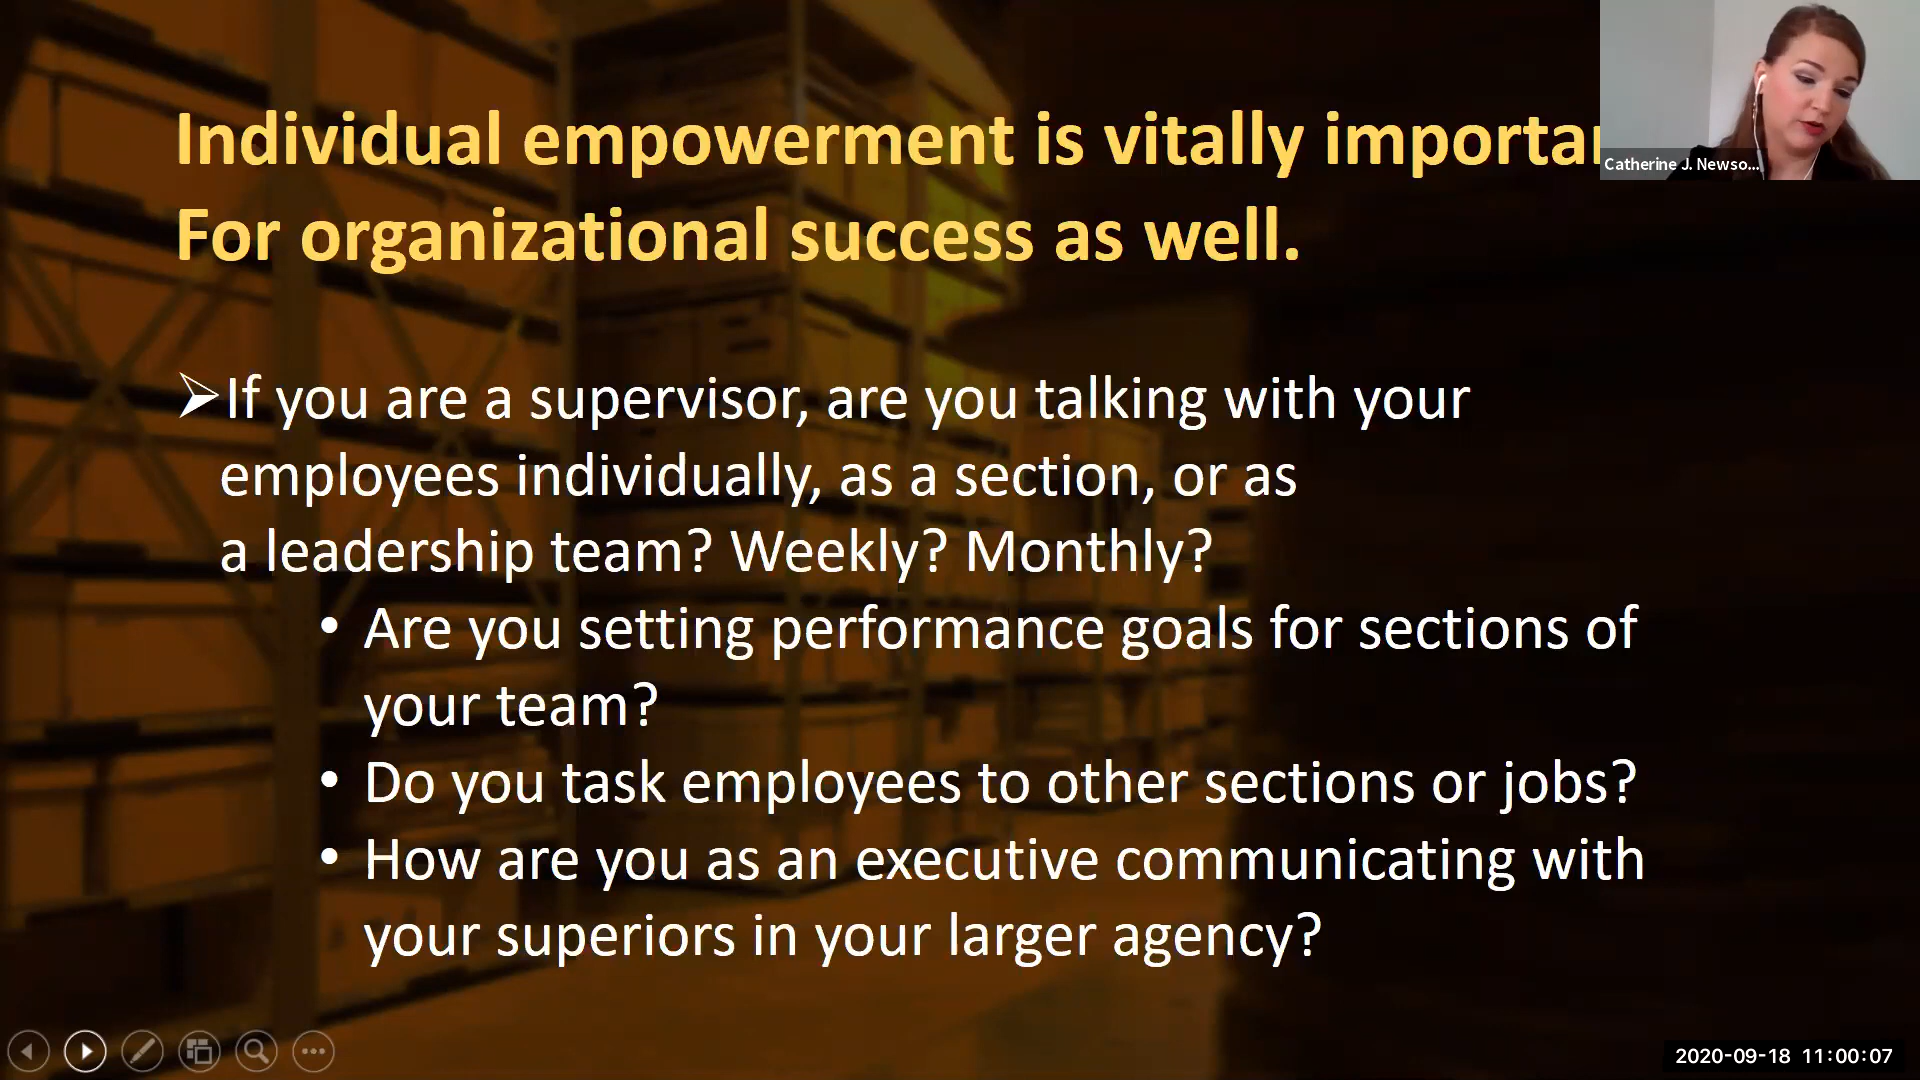 Individual empowerment is vitally importa
For organizational success as well.
Catherine J. Newso...
If you are a supervisor, are you talking with your
employees individually, as a section, or as
a leadership team? Weekly? Monthly?
• Are you setting performance goals for sections of
your team?
• Do you task employees to other sections or jobs?
• How are you as an executive communicating with
your superiors in your larger agency?
2020-09-18 11:00:07